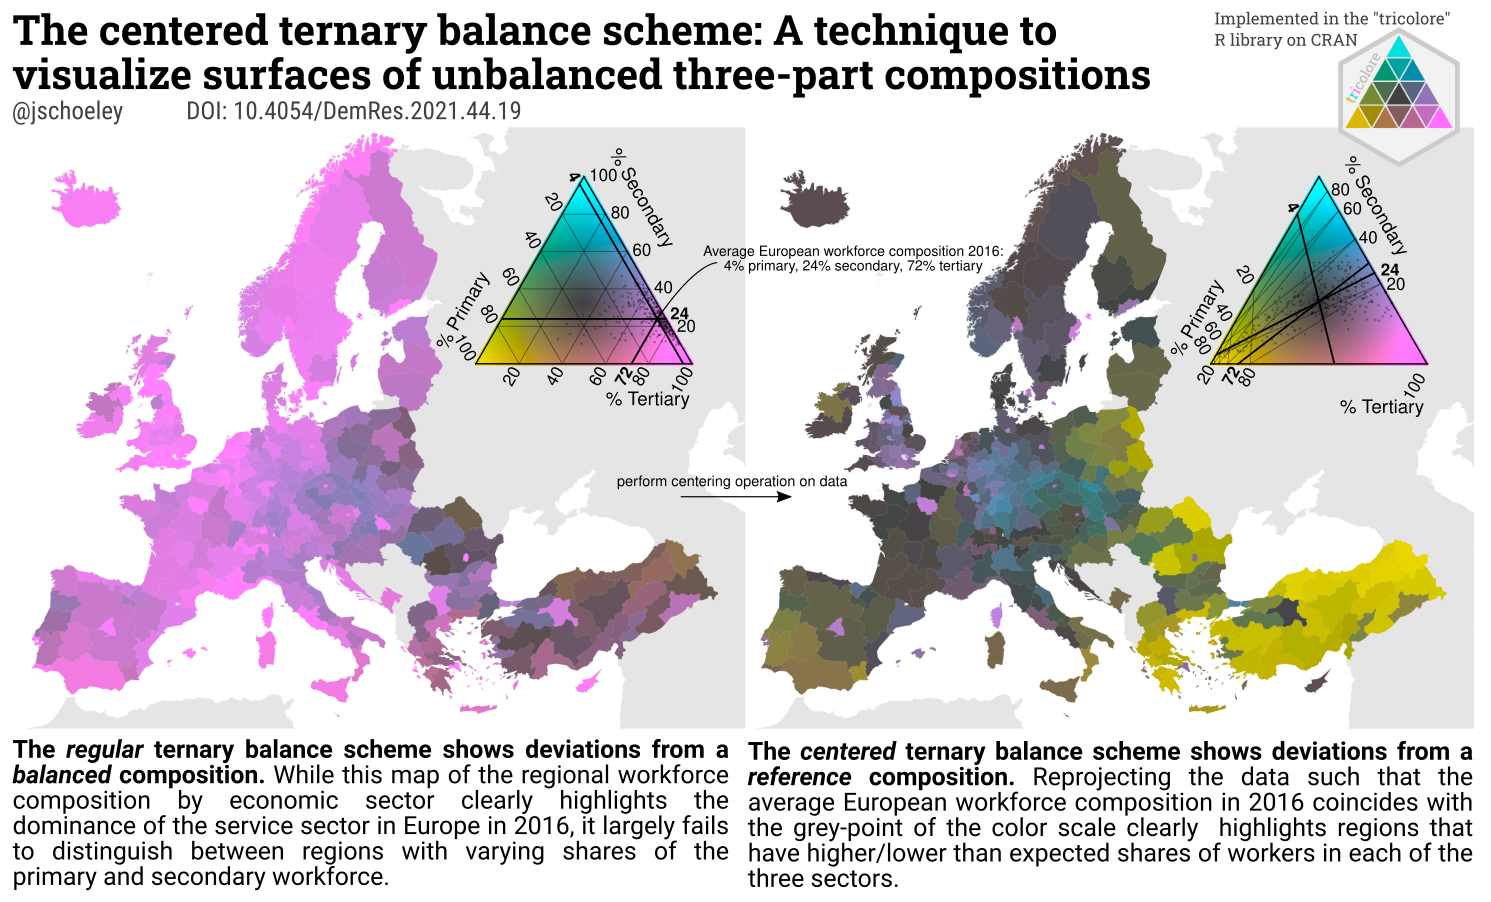 The centered ternary balance scheme: A technique to
visualize surfaces of unbalanced three-part compositions
@jschoeley DOI: 10.4054/DemRes.2021.44.19
Implemented in the "tricolore"
R library on CRAN
tricolore
% Secondary
4
100
80
60
40
24
20
% Primary
20
40
60
80
100
20
40
60
72
80
100
% Tertiary
Average European workforce composition 2016:
4% primary, 24% secondary, 72% tertiary
perform centering operation on data
% Secondary
80
60
40
24
20
4
% Primary
20
40
60
80
20
72
80
100
% Tertiary
The regular ternary balance scheme shows deviations from a
balanced composition. While this map of the regional workforce
composition by economic sector clearly highlights the
dominance of the service sector in Europe in 2016, it largely fails
to distinguish between regions with varying shares of the
primary and secondary workforce.
The centered ternary balance scheme shows deviations from a
reference composition. Reprojecting the data such that the
average European workforce composition in 2016 coincides with
the grey-point of the color scale clearly highlights regions that
have higher/lower than expected shares of workers in each of the
three sectors.